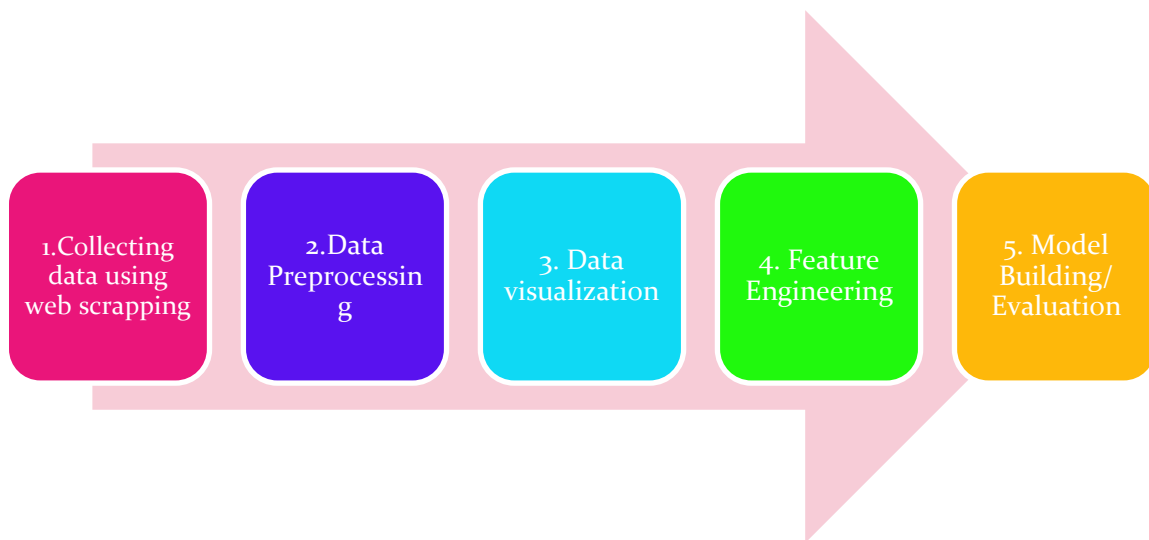 1.Collecting
data using
web scrapping
2.Data
Preprocessin
g
3. Data
visualization
4. Feature
Engineering
5. Model
Building/
Evaluation